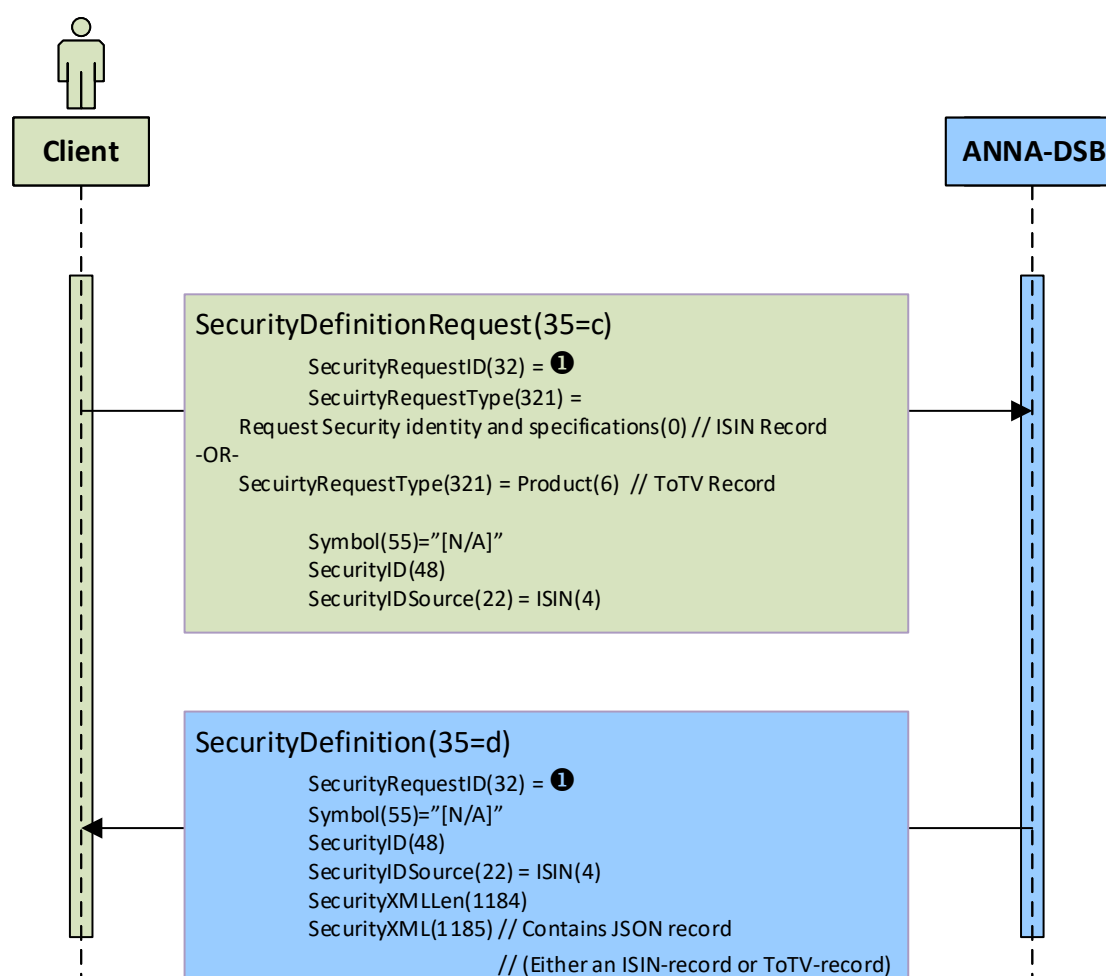 Client
ANNA-DSB
SecurityDefinitionRequest(35=c)
SecurityRequestID(32) = ❶
SecuirtyRequestType(321) =
Request Security identity and specifications(0) // ISIN Record
-OR-
SecuirtyRequestType(321) = Product(6) // ToTV Record
Symbol(55)=”[N/A]”
SecurityID(48)
SecurityIDSource(22) = ISIN(4)
SecurityDefinition(35=d)
SecurityRequestID(32) = ❶
Symbol(55)=”[N/A]”
SecurityID(48)
SecurityIDSource(22) = ISIN(4)
SecurityXMLLen(1184)
SecurityXML(1185) // Contains JSON record
// (Either an ISIN-record or ToTV-record)